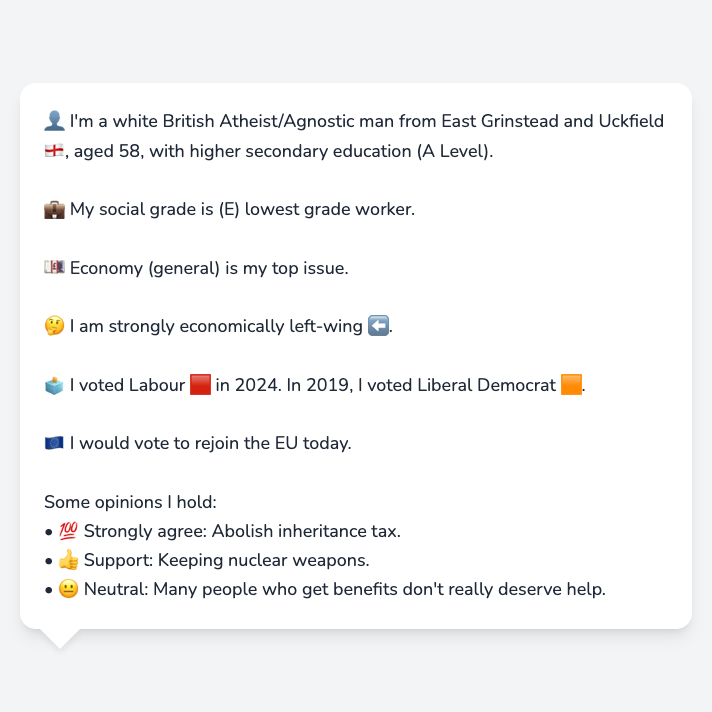 👤 I'm a white British Atheist/Agnostic man from East Grinstead and Uckfield
🏴󠁧󠁢󠁥󠁮󠁧󠁿, aged 58, with higher secondary education (A Level).
💼 My social grade is (E) lowest grade worker.
💷 Economy (general) is my top issue.
🤔 I am strongly economically left-wing ⬅️.
🗳️ I voted Labour 🟥 in 2024. In 2019, I voted Liberal Democrat 🟧.
🇪🇺 I would vote to rejoin the EU today.
Some opinions I hold:
• 💯 Strongly agree: Abolish inheritance tax.
• 👍 Support: Keeping nuclear weapons.
• 😐 Neutral: Many people who get benefits don't really deserve help.